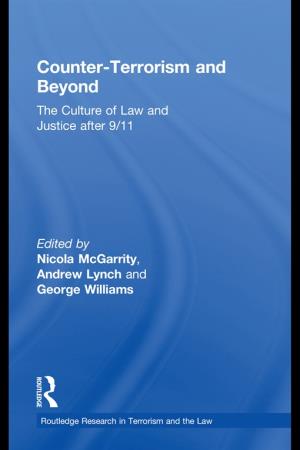 Counter-Terrorism and
Beyond
The Culture of Law and
Justice after 9/11
Edited by
Nicola McGarrity,
Andrew Lynch and
George Williams
ROUTLEDGE
Routledge Research in Terrorism and the Law